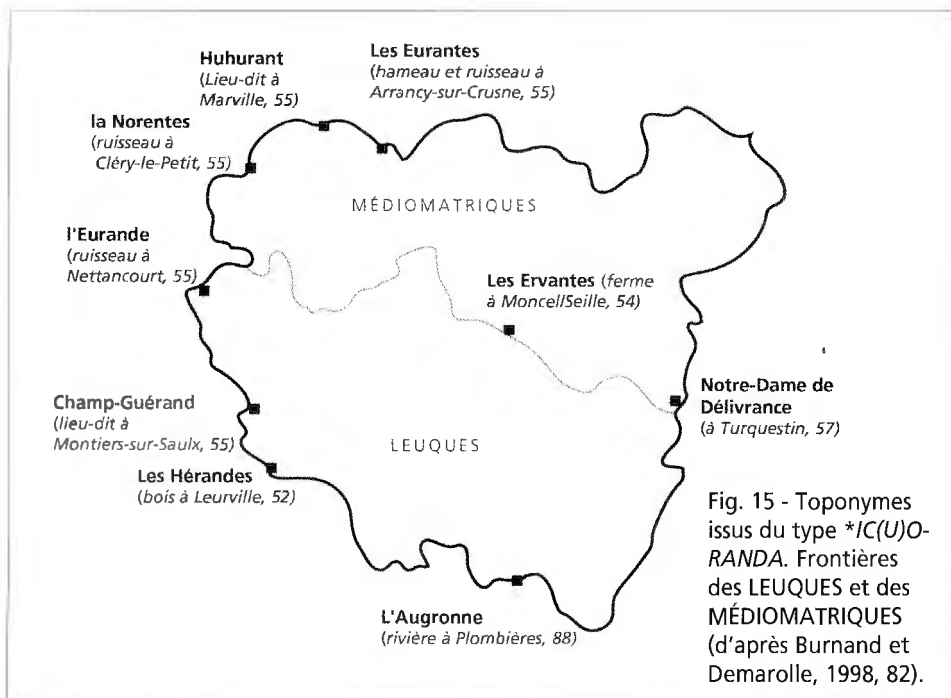 Huhurant
(Lieu-dit à
Marville, 55)
Les Eurantes
(hameau et ruisseau à
Arrancy-sur-Crusne, 55)
la Norentes
(ruisseau à
Cléry-le-Petit, 55)
MÉDIOMATRIQUES
l'Eurande
(ruisseau à
Nettancourt, 55)
Les Ervantes (ferme
à Moncel/Seille, 54)
Notre-Dame de
Délivrance
(à Turquestin, 57)
Champ-Guérand
(lieu-dit à
Montiers-sur-Saulx, 55)
LEUQUES
Les Hérandes
(bois à Leurville, 52)
L'Augronne
(rivière à Plombières, 88)
Fig. 15 - Toponymes
issus du type *IC(U)O-
RANDA. Frontières
des LEUQUES et des
MÉDIOMATRIQUES
(d'après Burnand et
Demarolle, 1998, 82).